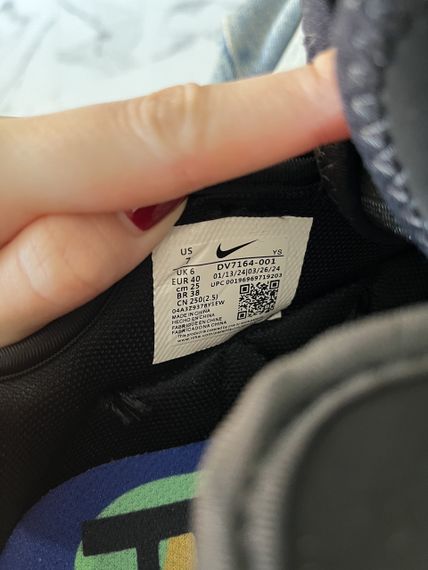 US
7
YS
UK 6
DV7164-001
EUR 40
01/13/24|03/26/24
cm 25
UPC 00196969719203
BR 38
CN 250(2.5)
MADE IN CHINA
HECHO EN CHINA
FABRIQUE EN CHINE
FABRICADO NA CHINA